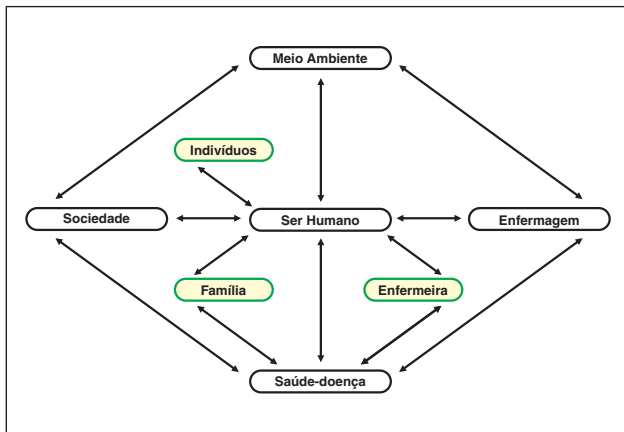 Meio Ambiente
Indivíduos
Sociedade
Ser Humano
Enfermagem
Família
Enfermeira
Saúde-doença